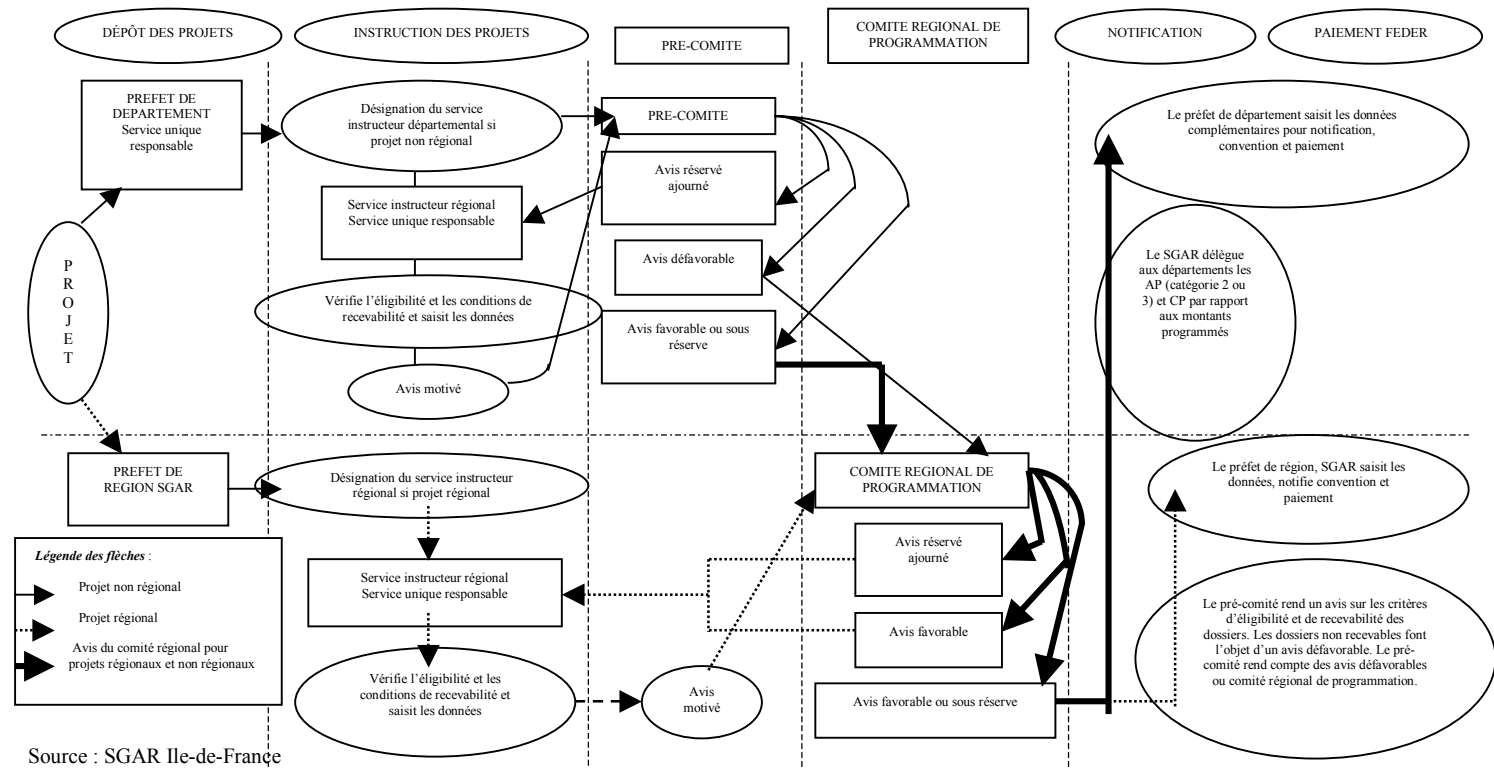 DÉPÔT DES PROJETS
INSTRUCTION DES PROJETS
PRE-COMITE
COMITE REGIONAL DE
PROGRAMMATION
NOTIFICATION
PAIEMENT FEDER
PREFET DE
DEPARTEMENT
Service unique
responsable
Désignation du service
instructeur départemental si
projet non régional
PRE-COMITE
Le préfet de département saisit les données
complémentaires pour notification,
convention et paiement
Avis réservé
ajourné
Service instructeur régional
Service unique responsable
P
R
O
J
E
T
Avis défavorable
Le SGAR délègue
aux départements les
AP (catégorie 2 ou
3) et CP par rapport
aux montants
programmés
Vérifie l'éligibilité et les conditions de
recevabilité et saisit les données
Avis favorable ou sous
réserve
Avis motivé
PREFET DE
REGION SGAR
Désignation du service instructeur
régional si projet régional
COMITE REGIONAL DE
PROGRAMMATION
Le préfet de région, SGAR saisit les
données, notifie convention et
paiement
Légende des flèches :
Projet non régional
Projet régional
Avis du comité régional pour
projets régionaux et non régionaux
Service instructeur régional
Service unique responsable
Avis réservé
ajourné
Avis favorable
Le pré-comité rend un avis sur les critères
d'éligibilité et de recevabilité des
dossiers. Les dossiers non recevables font
l'objet d'un avis défavorable. Le pré-
comité rend compte des avis défavorables
ou comité régional de programmation.
Vérifie l'éligibilité et les
conditions de recevabilité et
saisit les données
Avis
motivé
Avis favorable ou sous réserve
Source : SGAR Ile-de-France